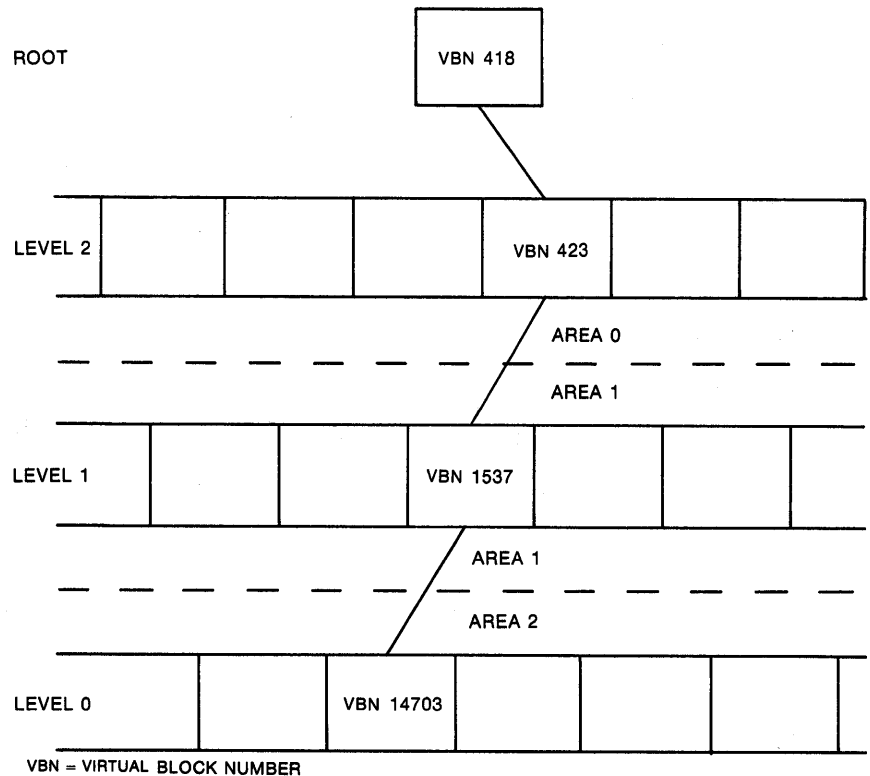 ROOT
VBN 418
LEVEL 2
VBN 423
AREA 0
AREA 1
LEVEL 1
VBN 1537
AREA 1
AREA 2
LEVEL 0
VBN 14703
VBN = VIRTUAL BLOCK NUMBER